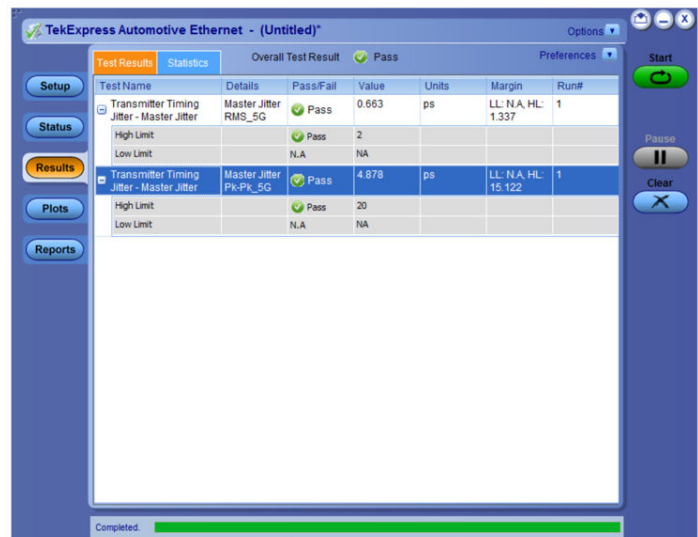 TekExpress Automotive Ethernet - (Untitled)*
Options
Start
Test Results
Statistics
Overall Test Result
Pass
Preferences
Setup
Status
Results
Plots
Reports
Test Name Details Pass/Fail Value Units Margin Run#
Transmitter Timing Master Jitter Pass 0.663 ps LL: N.A, HL: 1
Jitter - Master Jitter RMS_5G 1.337
High Limit Pass 2
Low Limit N.A NA
Transmitter Timing Master Jitter Pass 4.878 ps LL: N.A, HL: 1
Jitter - Master Jitter Pk-Pk_5G 15.122
High Limit Pass 20
Low Limit N.A NA
Pause
Clear
Completed.